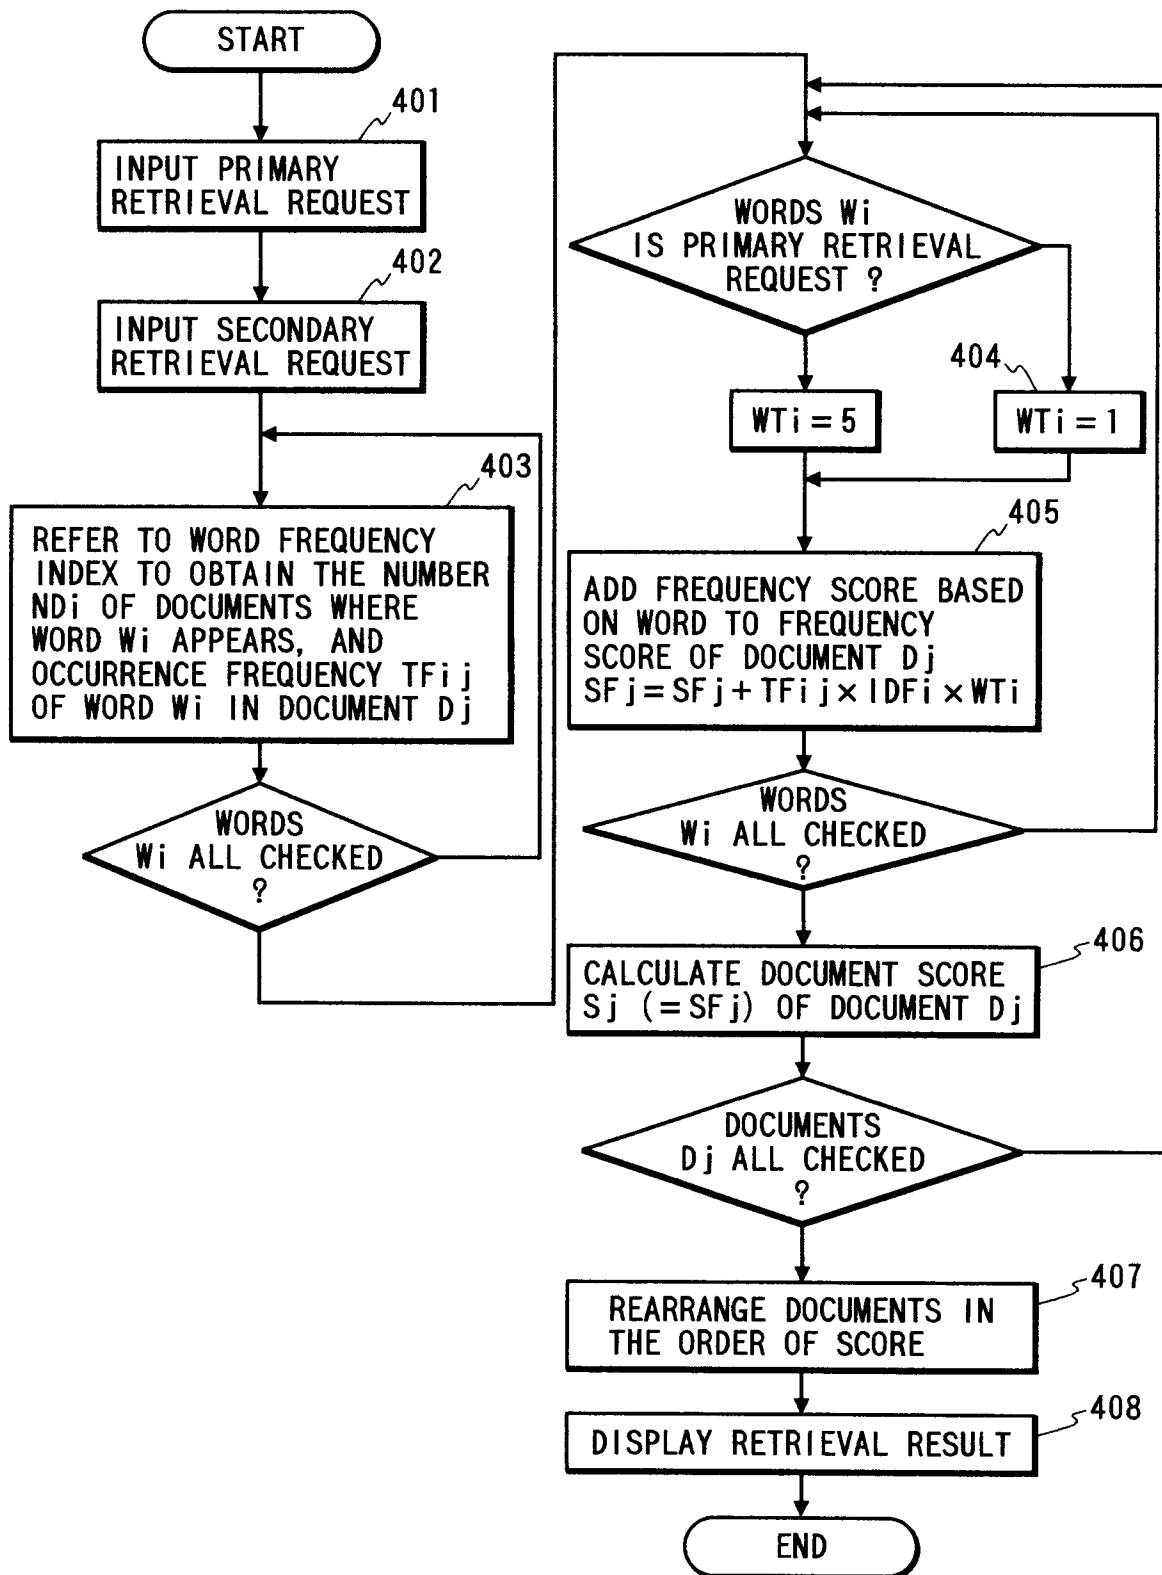 START
401
INPUT PRIMARY
RETRIEVAL REQUEST
402
INPUT SECONDARY
RETRIEVAL REQUEST
403
REFER TO WORD FREQUENCY
INDEX TO OBTAIN THE NUMBER
NDi OF DOCUMENTS WHERE
WORD Wi APPEARS, AND
OCCURRENCE FREQUENCY TFij
OF WORD Wi IN DOCUMENT Dj
WORDS
Wi ALL CHECKED
?
WORDS Wi
IS PRIMARY RETRIEVAL
REQUEST ?
404
WTi=5
WTi=1
405
ADD FREQUENCY SCORE BASED
ON WORD TO FREQUENCY
SCORE OF DOCUMENT Dj
SFj=SFj+TFij×IDFi×WTi
WORDS
Wi ALL CHECKED
?
406
CALCULATE DOCUMENT SCORE
Sj (=SFj) OF DOCUMENT Dj
DOCUMENTS
Dj ALL CHECKED
?
407
REARRANGE DOCUMENTS IN
THE ORDER OF SCORE
408
DISPLAY RETRIEVAL RESULT
END